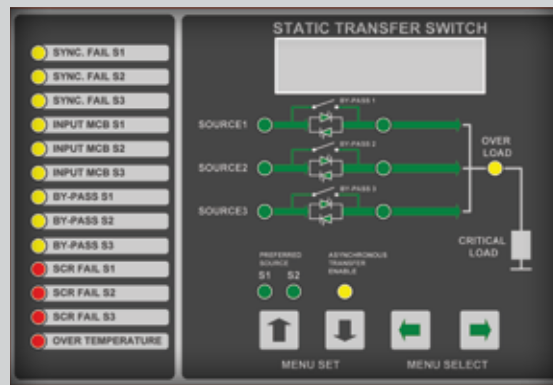 STATIC TRANSFER SWITCH
SYNC. FAIL S1
SYNC. FAIL S2
SYNC. FAIL S3
INPUT MCB S1
INPUT MCB S2
INPUT MCB S3
BY-PASS S1
BY-PASS S2
BY-PASS S3
SCR FAIL S1
SCR FAIL S2
SCR FAIL S3
OVER TEMPERATURE
BY-PASS 1
SOURCE1
BY-PASS 2
SOURCE2
BY-PASS 3
SOURCE3
OVER
LOAD
CRITICAL
LOAD
PREFERRED
SOURCE
S1 S2
ASYNCHRONOUS
TRANSFER
ENABLE
MENU SET
MENU SELECT